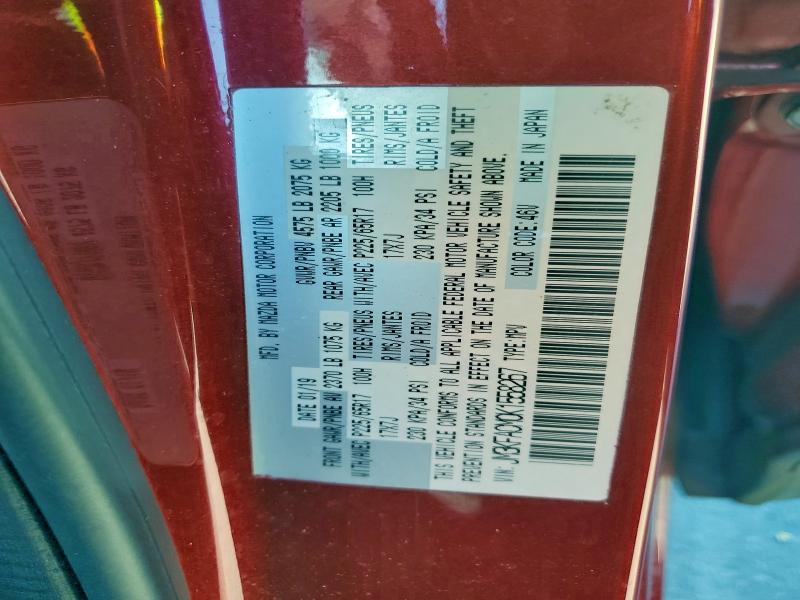 MFD. BY MAZDA MOTOR CORPORATION
DATE 01/19 GVWR/PNBV 4575 LB 2075 KG
FRONT GAWR/PNBE AV 2370 LB 1075 KG REAR GAWR/PNBE AR 2205 LB 1000 KG
WITH/AVEC P225/65R17 100H TIRES/PNEUS WITH/AVEC P225/65R17 100H TIRES/PNEUS
17X7J RIMS/JANTES 17X7J RIMS/JANTES
230 KPA/34 PSI COLD/A FROID 230 KPA/34 PSI COLD/A FROID
THIS VEHICLE CONFORMS TO ALL APPLICABLE FEDERAL MOTOR VEHICLE SAFETY AND THEFT
PREVENTION STANDARDS IN EFFECT ON THE DATE OF MANUFACTURE SHOWN ABOVE.
VIN: TYPE: MPV COLOR CODE: 46V MADE IN JAPAN